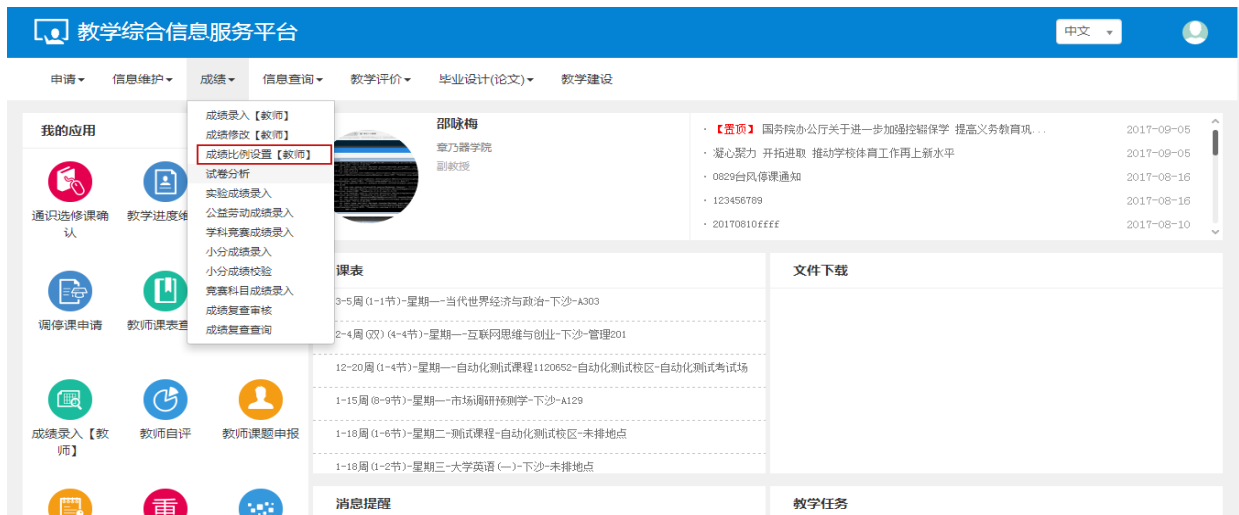 教学综合信息服务平台
中文
申请
信息维护
成绩
信息查询
教学评价
毕业设计(论文)
教学建设
我的应用
通识选修课确
认
教学进度维
调停课申请
教师课表查
成绩录入【教
师】
教师自评
教师课题申报
重
成绩录入【教师】
成绩修改【教师】
成绩比例设置【教师】
试卷分析
实验成绩录入
公益劳动成绩录入
学科竞赛成绩录入
小分成绩录入
小分成绩校验
竞赛科目成绩录入
成绩复查审核
成绩复查查询
邵咏梅
章乃器学院
副教授
· 【置顶】 国务院办公厅关于进一步加强控辍保学 提高义务教育巩... 2017-09-05
· 凝心聚力 开拓进取 推动学校体育工作再上新水平 2017-09-05
· 0829台风停课通知 2017-08-16
· 123456789 2017-08-16
· 20170810ffff 2017-08-10
课表
3-5周(1-1节)-星期一-当代世界经济与政治-下沙-A303
2-4周(双)(4-4节)-星期一-互联网思维与创业-下沙-管理201
12-20周(1-4节)-星期一-自动化测试课程1120652-自动化测试校区-自动化测试考试场
1-15周(8-9节)-星期一-市场调研预测学-下沙-A129
1-18周(1-6节)-星期二-测试课程-自动化测试校区-未排地点
1-18周(1-2节)-星期三-大学英语(一)-下沙-未排地点
文件下载
消息提醒
教学任务